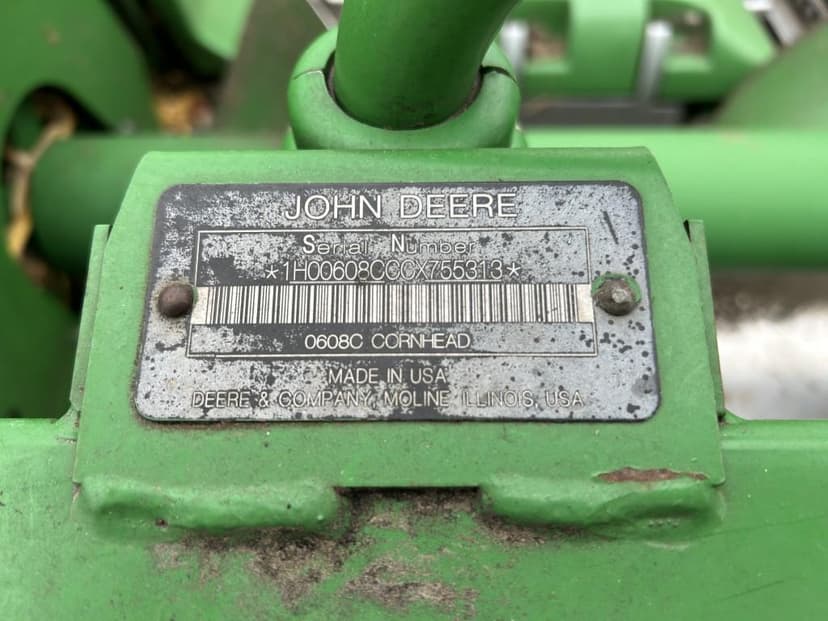 JOHN DEERE
Serial Number
*1H00608CCCX755313*
0608C CORNHEAD
MADE IN USA
DEERE & COMPANY, MOLINE, ILLINOIS, USA